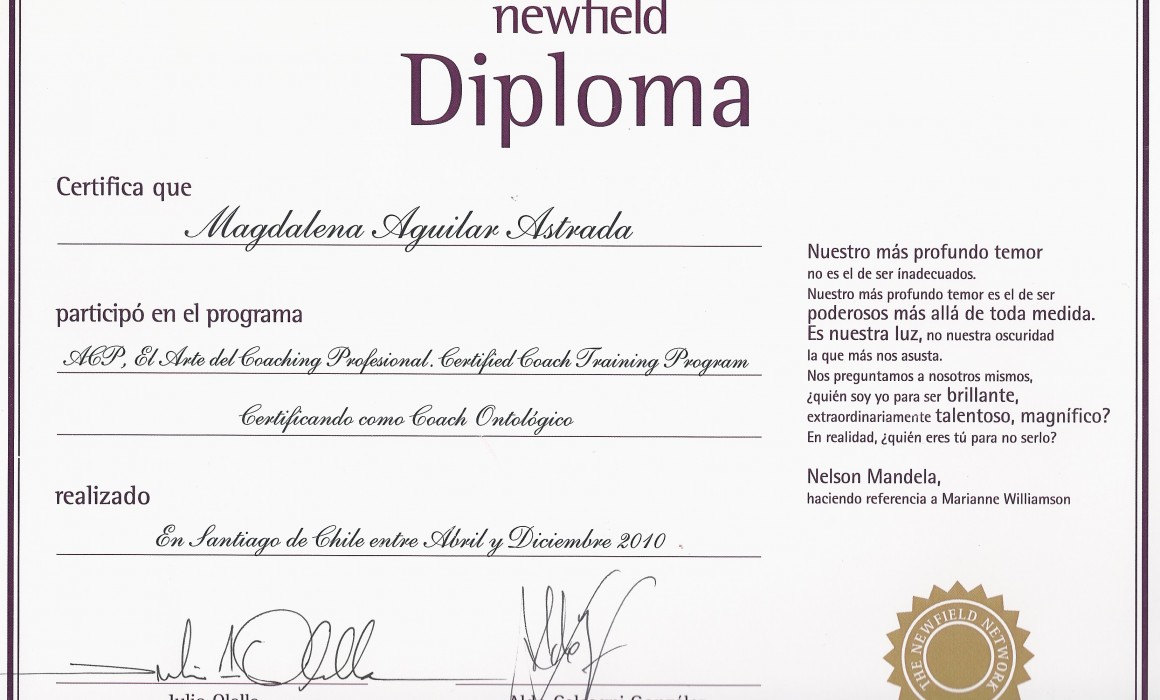 newfield
Diploma
Certifica que
Magdalena Aguilar Astrada
participó en el programa
ACP, El Arte del Coaching Profesional. Certified Coach Training Program
Certificando como Coach Ontológico
realizado
En Santiago de Chile entre Abril y Diciembre 2010
Julio Olalla
Nuestro más profundo temor
no es el de ser inadecuados.
Nuestro más profundo temor es el de ser
poderosos más allá de toda medida.
Es nuestra luz, no nuestra oscuridad
la que más nos asusta.
Nos preguntamos a nosotros mismos,
¿quién soy yo para ser brillante,
extraordinariamente talentoso, magnífico?
En realidad, ¿quién eres tú para no serlo?
Nelson Mandela,
haciendo referencia a Marianne Williamson
THE NEWFIELD NETWORK